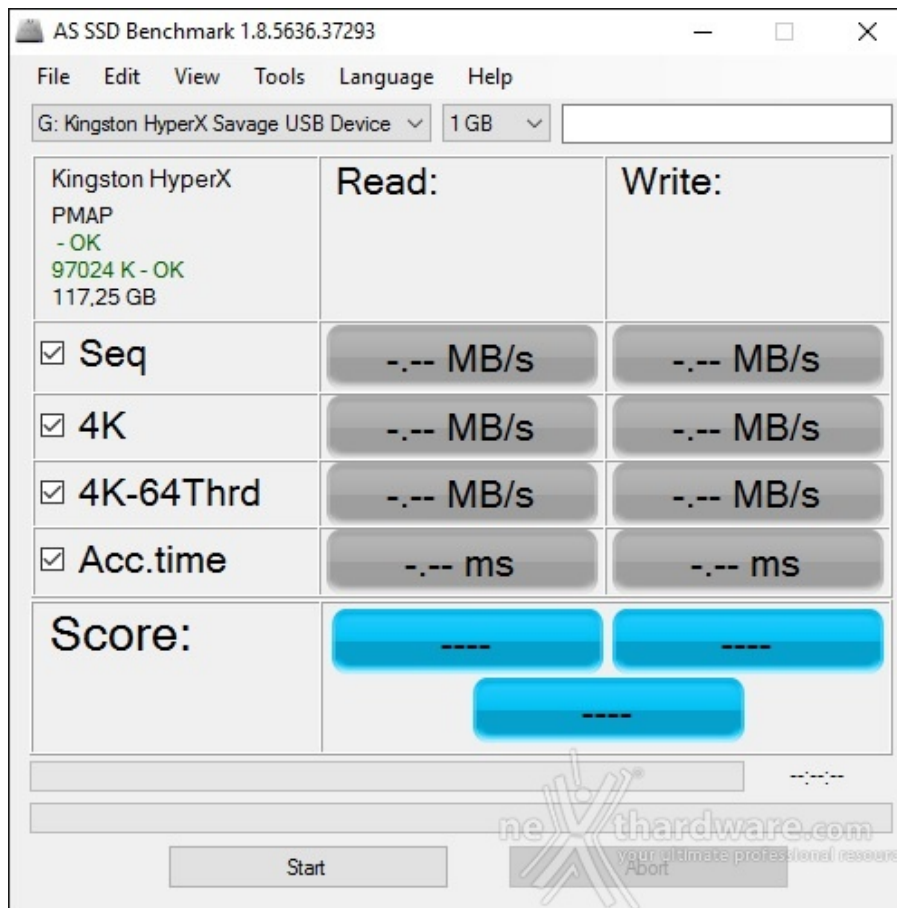 AS SSD Benchmark 1.8.5636.37293
File Edit View Tools Language Help
G: Kingston HyperX Savage USB Device 1 GB
Kingston HyperX
PMAP
- OK
97024 K - OK
117,25 GB
Read: Write:
Seq -.-- MB/s -.-- MB/s
4K -.-- MB/s -.-- MB/s
4K-64Thrd -.-- MB/s -.-- MB/s
Acc.time -.-- ms -.-- ms
Score: ---- ----
----
--:--:--
nexthardware.com
your ultimate professional resource
Start Abort